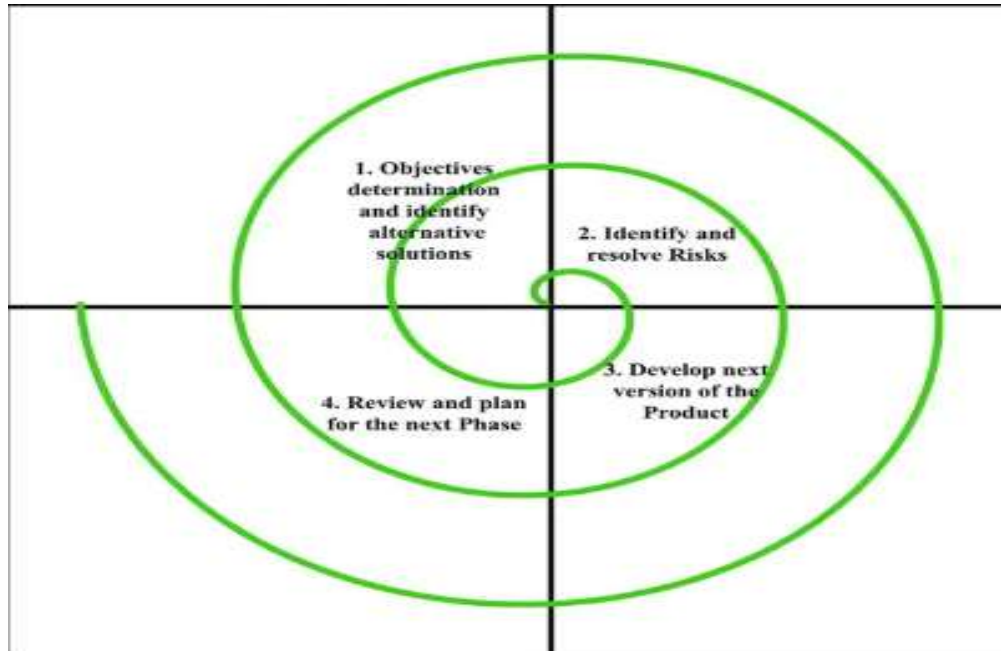 1. Objectives
determination
and identify
alternative
solutions
2. Identify and
resolve Risks
3. Develop next
version of the
Product
4. Review and plan
for the next Phase